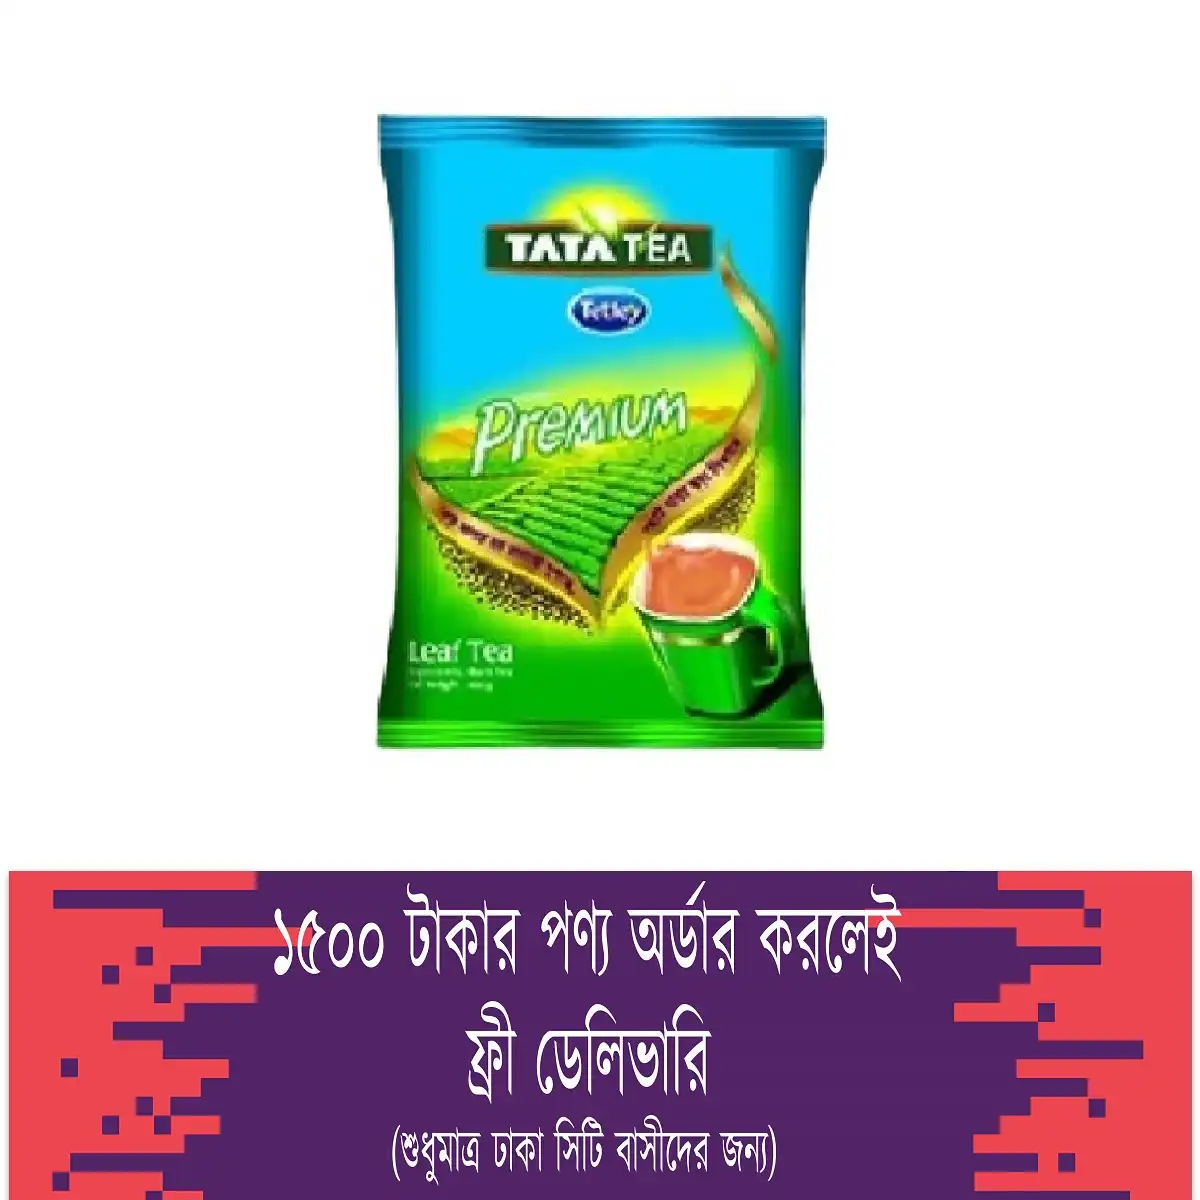 TATA TEA
Tetley
Premium
Leaf Tea
১৫০০ টাকার পণ্য অর্ডার করলেই
ফ্রী ডেলিভারি
(শুধুমাত্র ঢাকা সিটি বাসীদের জন্য)